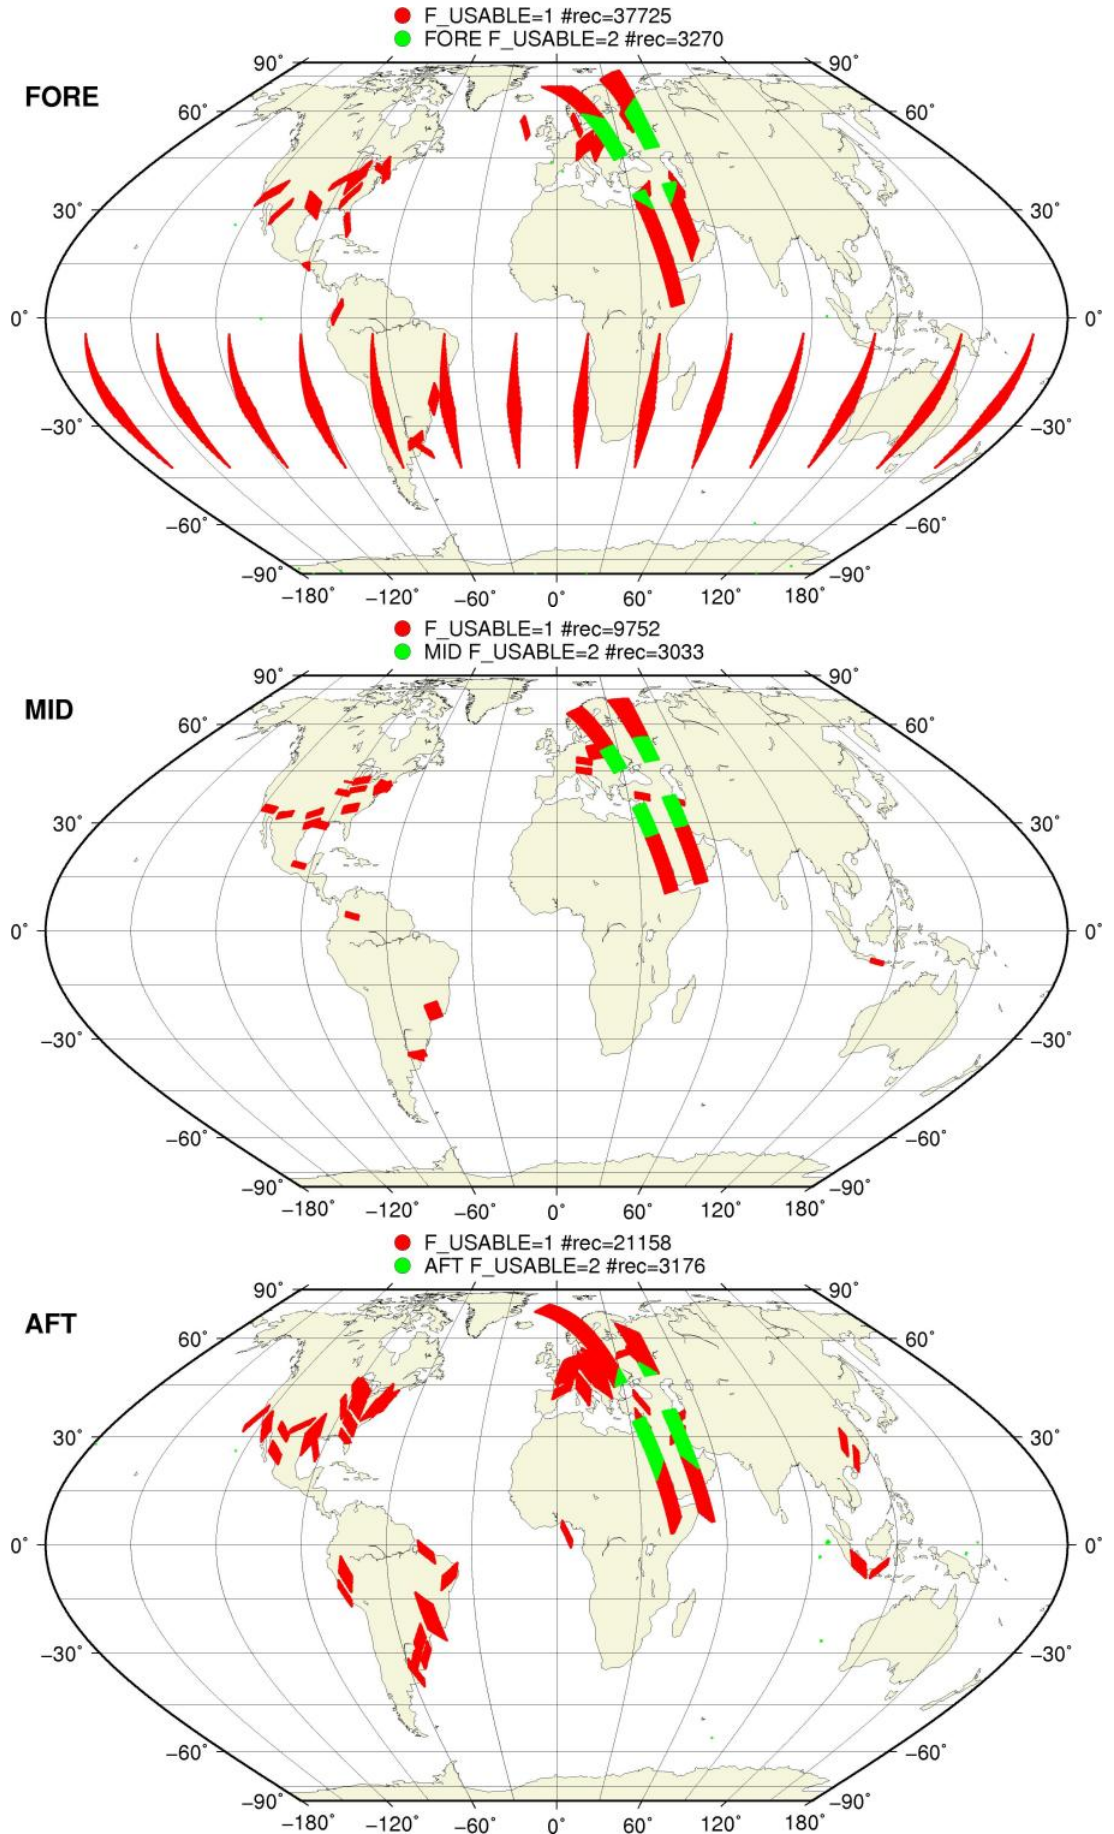 F_USABLE=1 #rec=37725
FORE F_USABLE=2 #rec=3270
FORE
90° 90°
60° 60°
30° 30°
0° 0°
−30° −30°
−60° −60°
−90° −90°
−180° −120° −60° 0° 60° 120° 180°
F_USABLE=1 #rec=9752
MID F_USABLE=2 #rec=3033
MID
90° 90°
60° 60°
30° 30°
0° 0°
−30° −30°
−60° −60°
−90° −90°
−180° −120° −60° 0° 60° 120° 180°
F_USABLE=1 #rec=21158
AFT F_USABLE=2 #rec=3176
AFT
90° 90°
60° 60°
30° 30°
0° 0°
−30° −30°
−60° −60°
−90° −90°
−180° −120° −60° 0° 60° 120° 180°